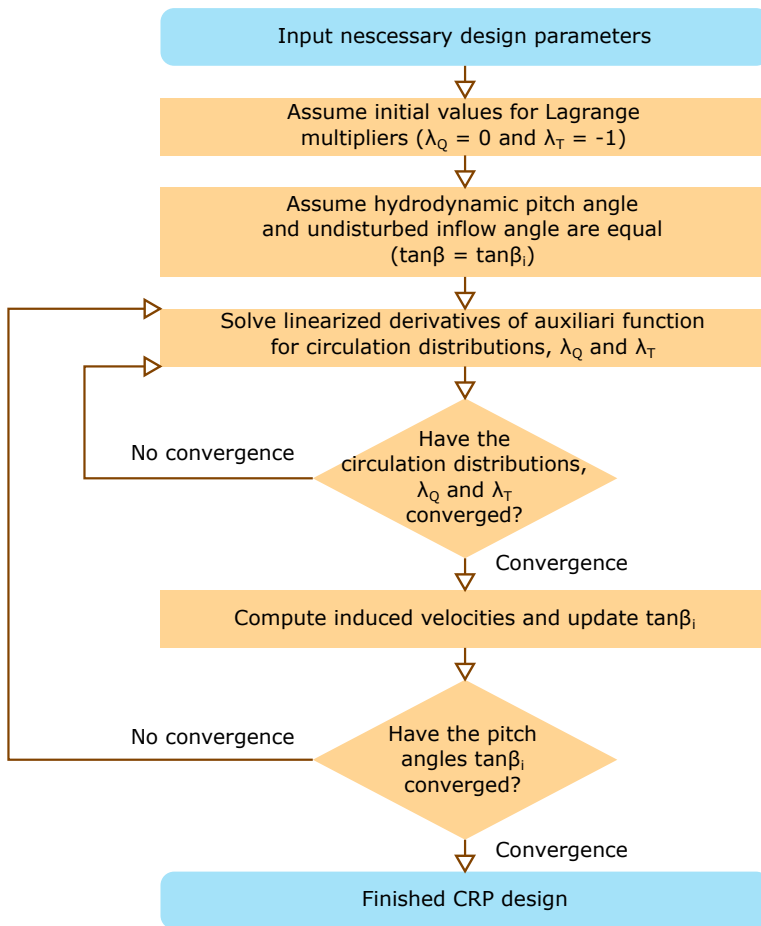 Input nescessary design parameters
Assume initial values for Lagrange
multipliers (λQ = 0 and λT = -1)
Assume hydrodynamic pitch angle
and undisturbed inflow angle are equal
(tanβ = tanβi)
Solve linearized derivatives of auxiliari function
for circulation distributions, λQ and λT
No convergence
Have the
circulation distributions,
λQ and λT
converged?
Convergence
Compute induced velocities and update tanβi
No convergence
Have the pitch
angles tanβi
converged?
Convergence
Finished CRP design